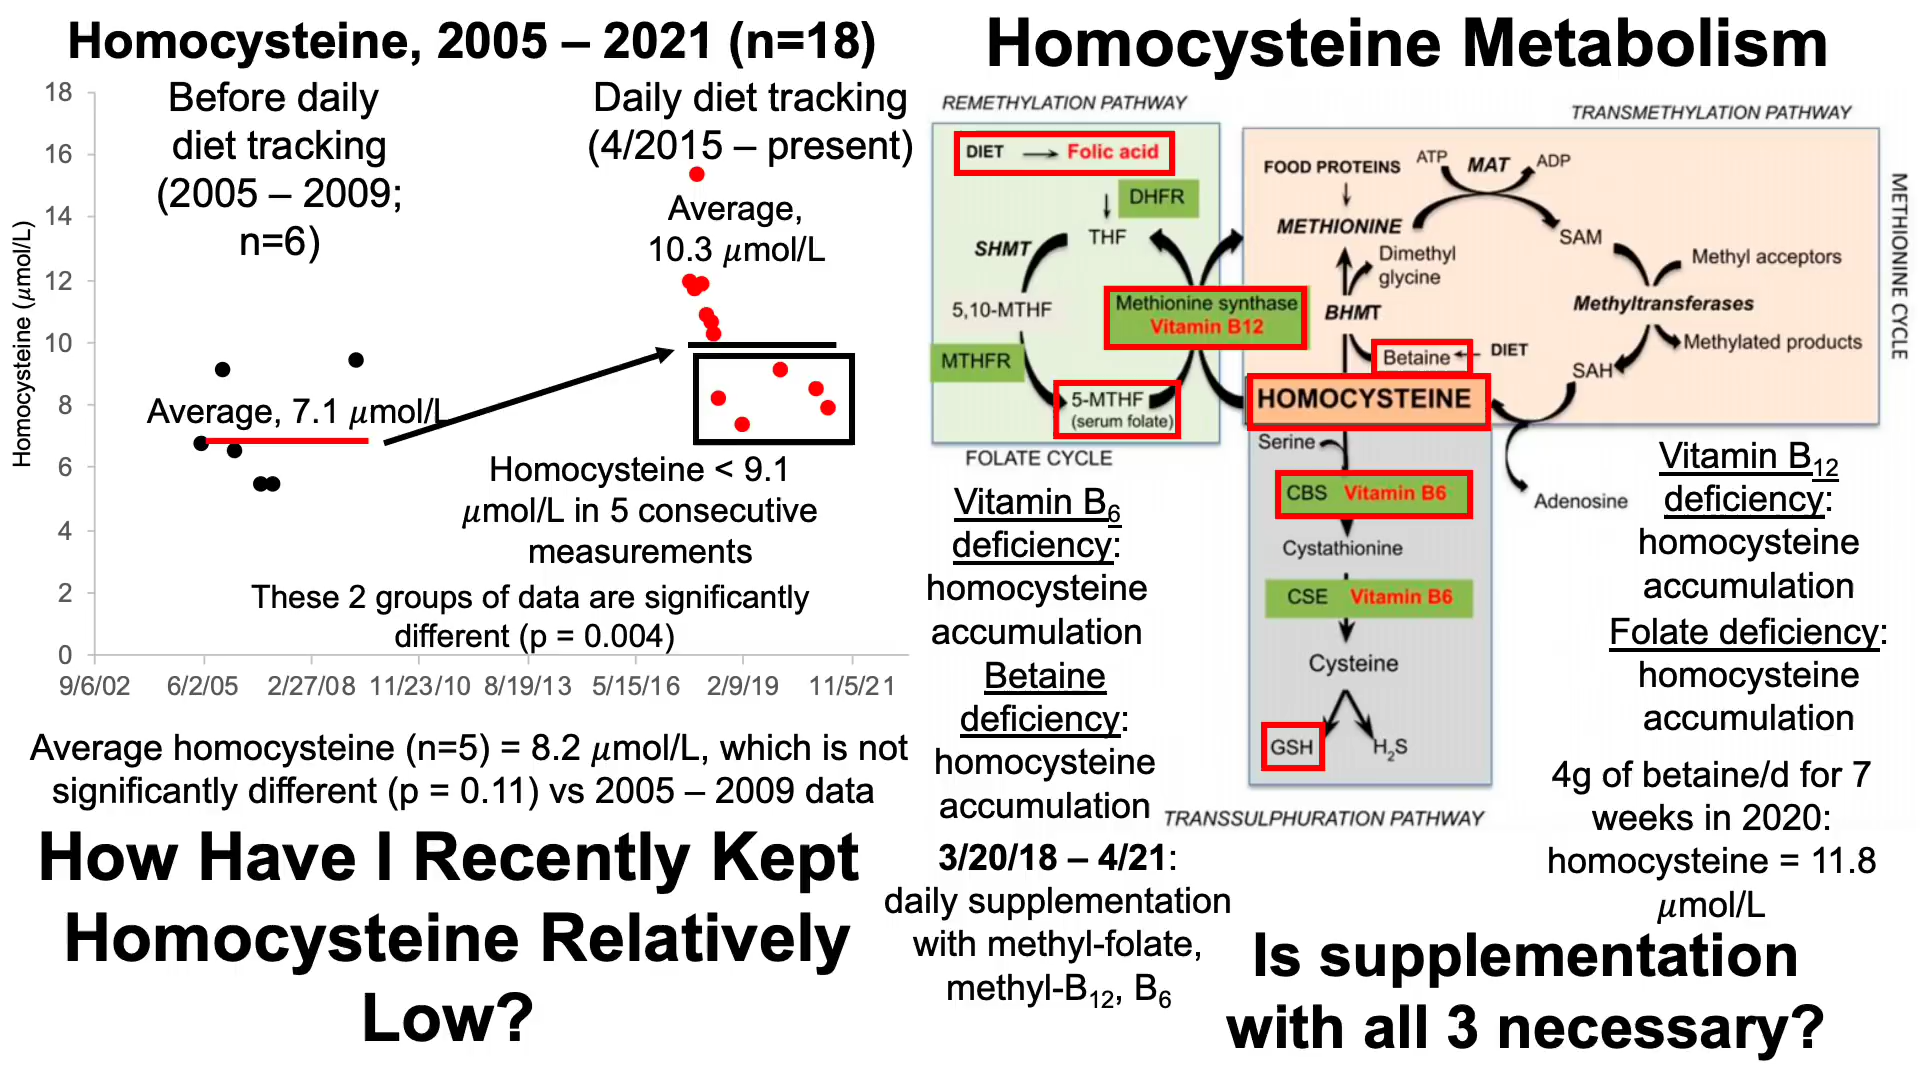 Homocysteine, 2005 – 2021 (n=18)
Before daily
diet tracking
(2005 – 2009;
n=6)
Daily diet tracking
(4/2015 – present)
Average,
10.3 𝜇mol/L
Homocysteine (𝜇mol/L)
18
16
14
12
10
8
6
4
2
0
Average, 7.1 𝜇mol/L
Homocysteine < 9.1
𝜇mol/L in 5 consecutive
measurements
These 2 groups of data are significantly
different (p = 0.004)
9/6/02 6/2/05 2/27/08 11/23/10 8/19/13 5/15/16 2/9/19 11/5/21
Average homocysteine (n=5) = 8.2 𝜇mol/L, which is not
significantly different (p = 0.11) vs 2005 – 2009 data
How Have I Recently Kept
Homocysteine Relatively
Low?
Homocysteine Metabolism
REMETHYLATION PATHWAY
DIET Folic acid
DHFR
THF
SHMT
5,10-MTHF
Methionine synthase
Vitamin B12
MTHFR
5-MTHF
(serum folate)
FOLATE CYCLE
TRANSMETHYLATION PATHWAY
FOOD PROTEINS
ATP MAT ADP
METHIONINE
SAM
Dimethyl
glycine
Methyl acceptors
BHMT
Methyltransferases
Methylated products
Betaine DIET
SAH
HOMOCYSTEINE
METHIONINE CYCLE
Serine
CBS Vitamin B6
Adenosine
Cystathionine
CSE Vitamin B6
Cysteine
GSH
H2S
TRANSSULPHURATION PATHWAY
Vitamin B6
deficiency:
homocysteine
accumulation
Betaine
deficiency:
homocysteine
accumulation
3/20/18 – 4/21:
daily supplementation
with methyl-folate,
methyl-B12, B6
Vitamin B12
deficiency:
homocysteine
accumulation
Folate deficiency:
homocysteine
accumulation
4g of betaine/d for 7
weeks in 2020:
homocysteine = 11.8
𝜇mol/L
Is supplementation
with all 3 necessary?